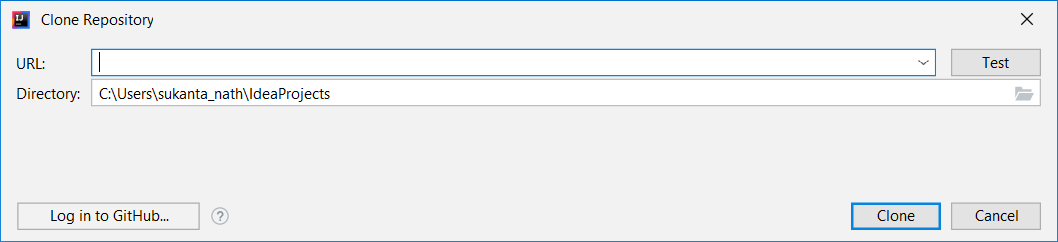 Clone Repository
URL: Test
Directory: C:\Users\sukanta_nath\IdeaProjects
Log in to GitHub... ? Clone Cancel